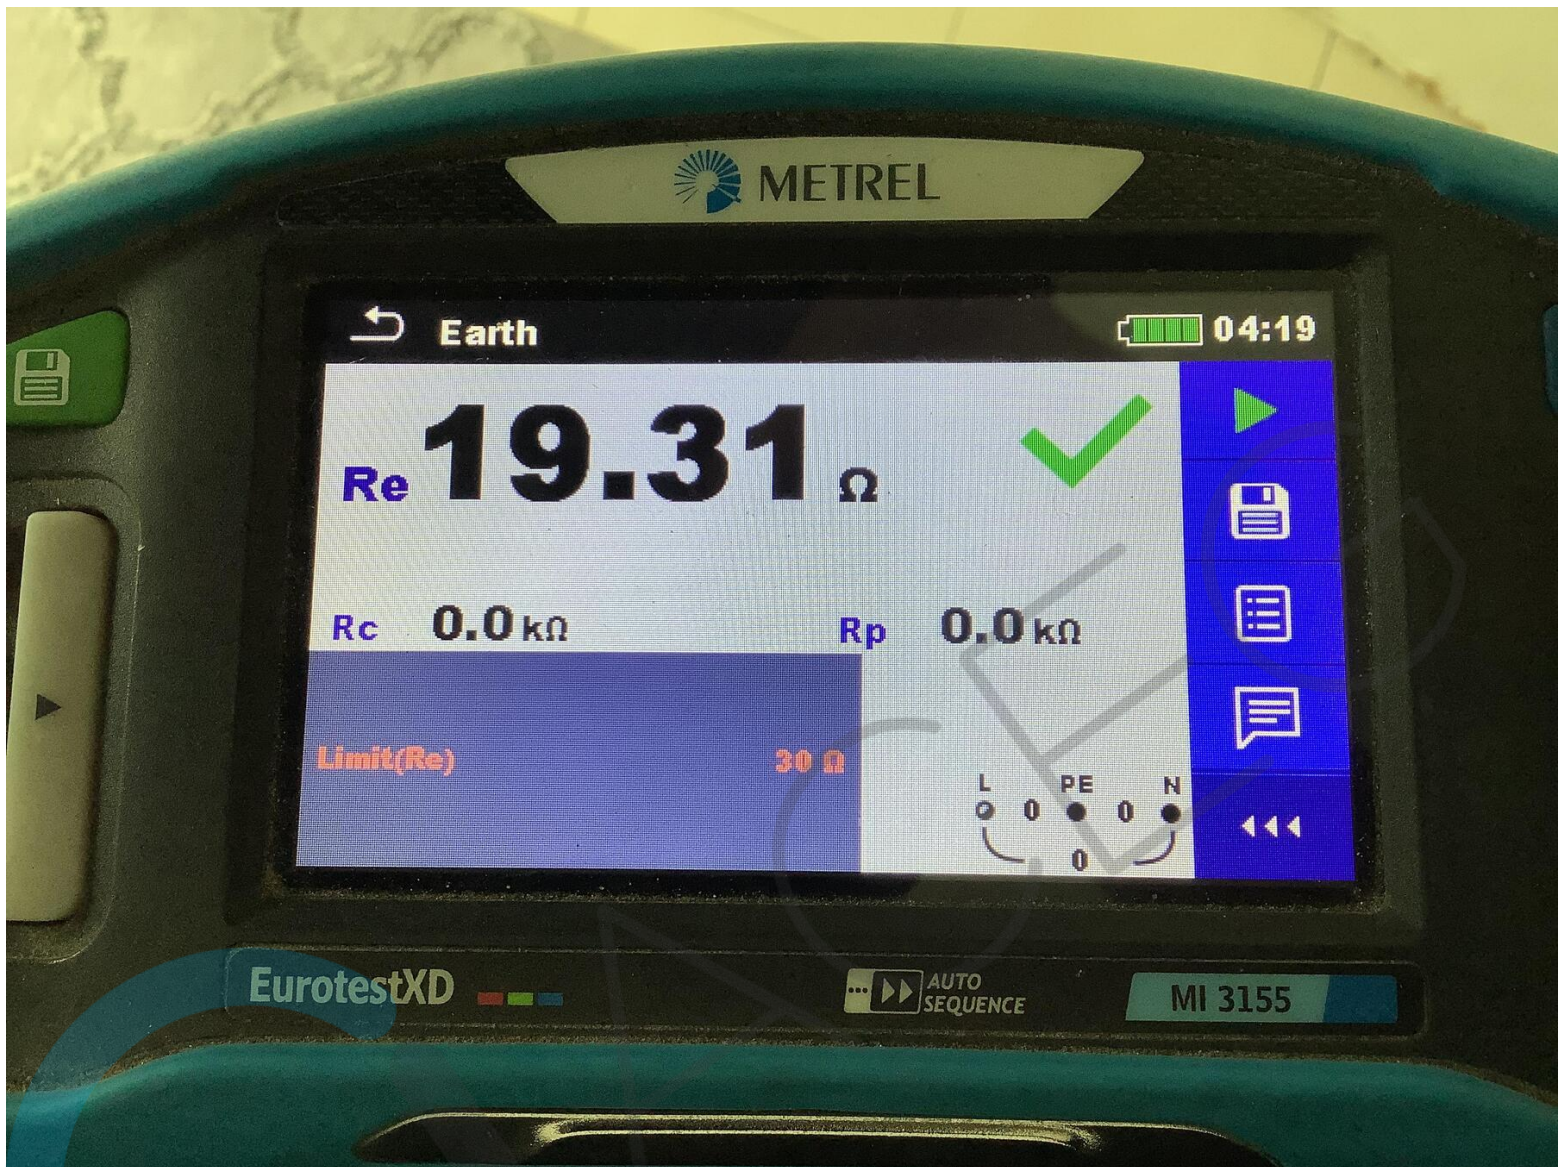 METREL
Earth 04:19
Re 19.31 Ω
Rc 0.0 kΩ Rp 0.0 kΩ
Limit(Re) 30 Ω
L PE N
0 0
0
EurotestXD
AUTO
SEQUENCE
MI 3155